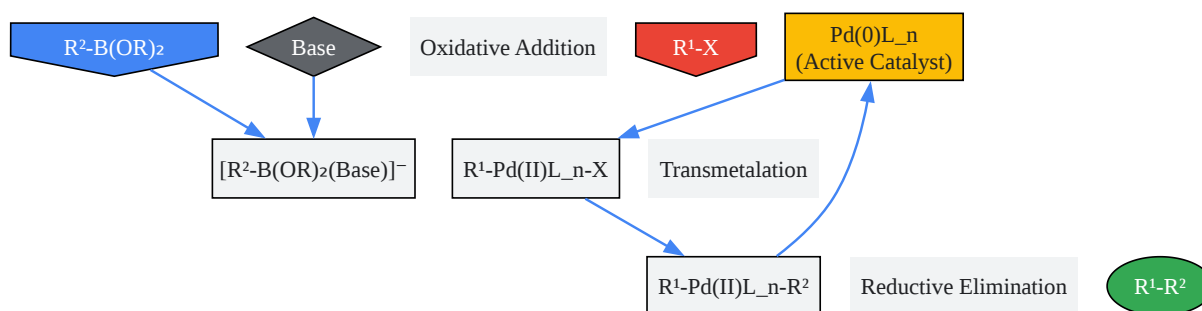 R²-B(OR)₂
Base
Oxidative Addition
R¹-X
Pd(0)L_n
(Active Catalyst)
[R²-B(OR)₂(Base)]⁻
R¹-Pd(II)L_n-X
Transmetalation
R¹-Pd(II)L_n-R²
Reductive Elimination
R¹-R²